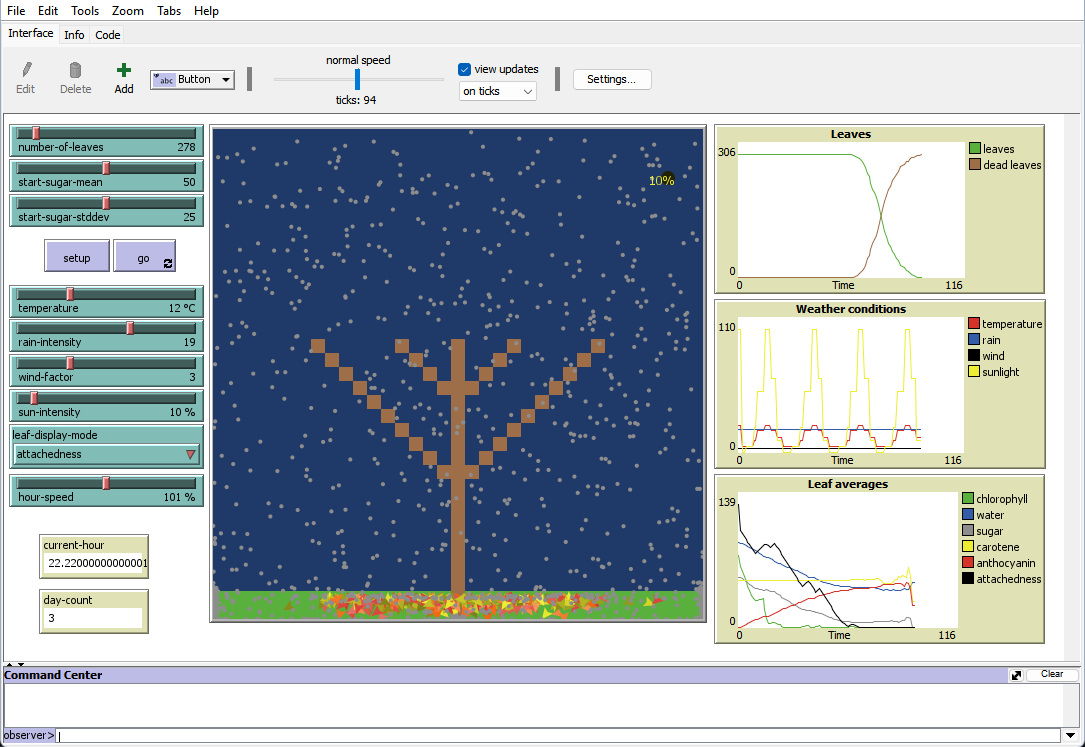 File Edit Tools Zoom Tabs Help
Interface Info Code
Edit Delete Add abc Button
normal speed
ticks: 94
view updates
on ticks
Settings...
number-of-leaves 278
start-sugar-mean 50
start-sugar-stddev 25
setup go
temperature 12 °C
rain-intensity 19
wind-factor 3
sun-intensity 10 %
leaf-display-mode
attachedness
hour-speed 101 %
current-hour
22.22000000000001
day-count
3
10%
Leaves
306
0
0 Time 116
leaves
dead leaves
Weather conditions
110
0
0 Time 116
temperature
rain
wind
sunlight
Leaf averages
139
0
0 Time 116
chlorophyll
water
sugar
carotene
anthocyanin
attachedness
Command Center Clear
observer>